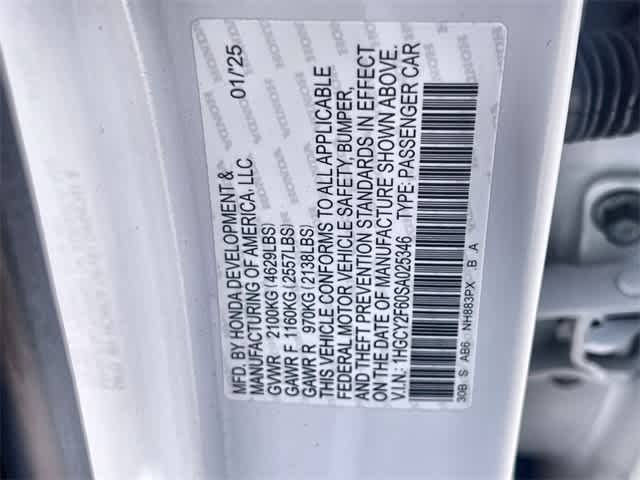 MFD. BY HONDA DEVELOPMENT & 01/'25
MANUFACTURING OF AMERICA, LLC
GVWR 2100KG(4629LBS)
GAWR F 1160KG(2557LBS)
GAWR R 970KG(2138LBS)
THIS VEHICLE CONFORMS TO ALL APPLICABLE
FEDERAL MOTOR VEHICLE SAFETY, BUMPER,
AND THEFT PREVENTION STANDARDS IN EFFECT
ON THE DATE OF MANUFACTURE SHOWN ABOVE.
V.I.N.: 1HGCY2F60SA025346 TYPE: PASSENGER CAR
30B S AB6 NH883PX B A
HONDA